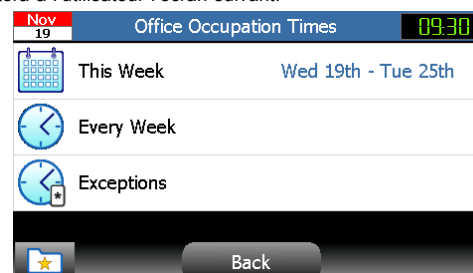 Nov
19
Office Occupation Times
09:30
This Week
Wed 19th - Tue 25th
Every Week
Exceptions
*
Back